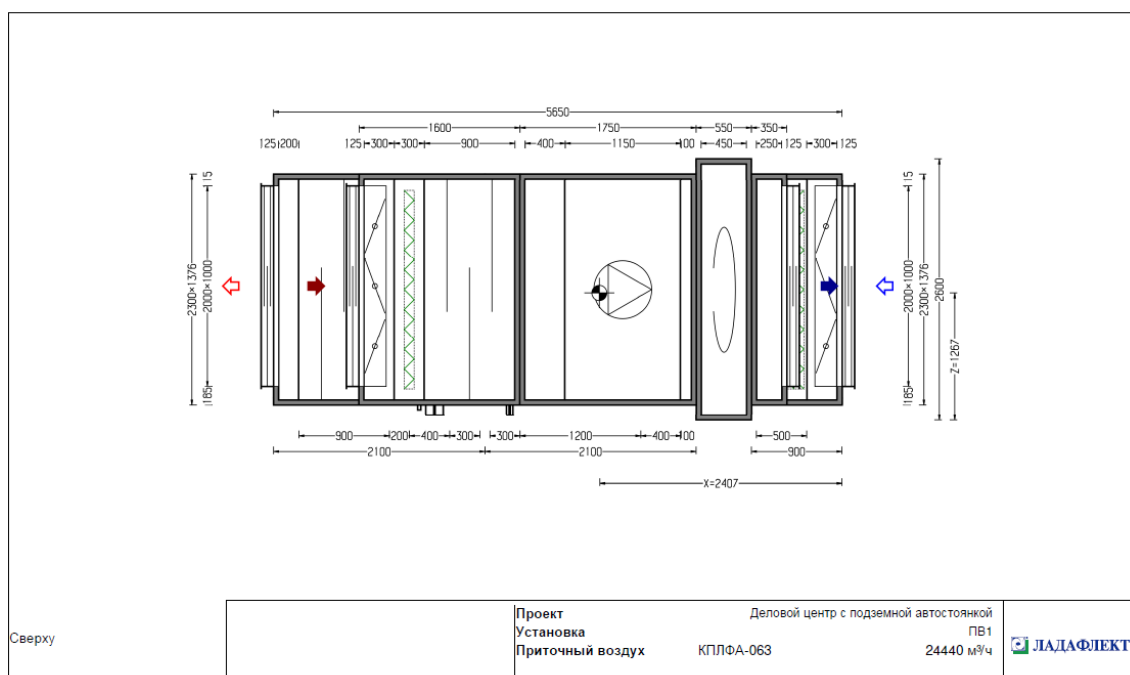 5650
1600 1750 550 350
125 200 125 300 300 900 400 1150 100 450 250 125 300 125
2300×1376 2000×1000 15 185
15 2000×1000 185 2300×1376 2600 Z=1267
900 200 400 300 300 1200 400 100 500
2100 2100 900
X=2407
Проект Деловой центр с подземной автостоянкой
Установка ПВ1
Приточный воздух КПЛФА-063 24440 м³/ч
ЛАДАФЛЕКТ
Сверху